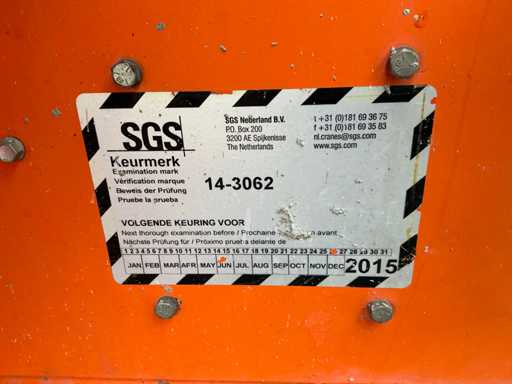 SGS
Keurmerk
Examination mark
Vérification marque
Beweis der Prüfung
Pruebe la prueba
SGS Nederland B.V.
P.O. Box 200
3200 AE Spijkenisse
The Netherlands
t +31 (0)181 69 36 75
f +31 (0)181 69 35 83
nl.cranes@sgs.com
www.sgs.com
14-3062
VOLGENDE KEURING VOOR
Next thorough examination before / Prochaine avant
Nächste Prüfung für / Próximo prueta delante de
1 2 3 4 5 6 7 8 9 10 11 12 13 14 15 16 17 18 19 20 21 22 23 24 25 27 28 29 30 31
JAN FEB MAR APR MAY JUN JUL AUG SEP OCT NOV DEC 2015